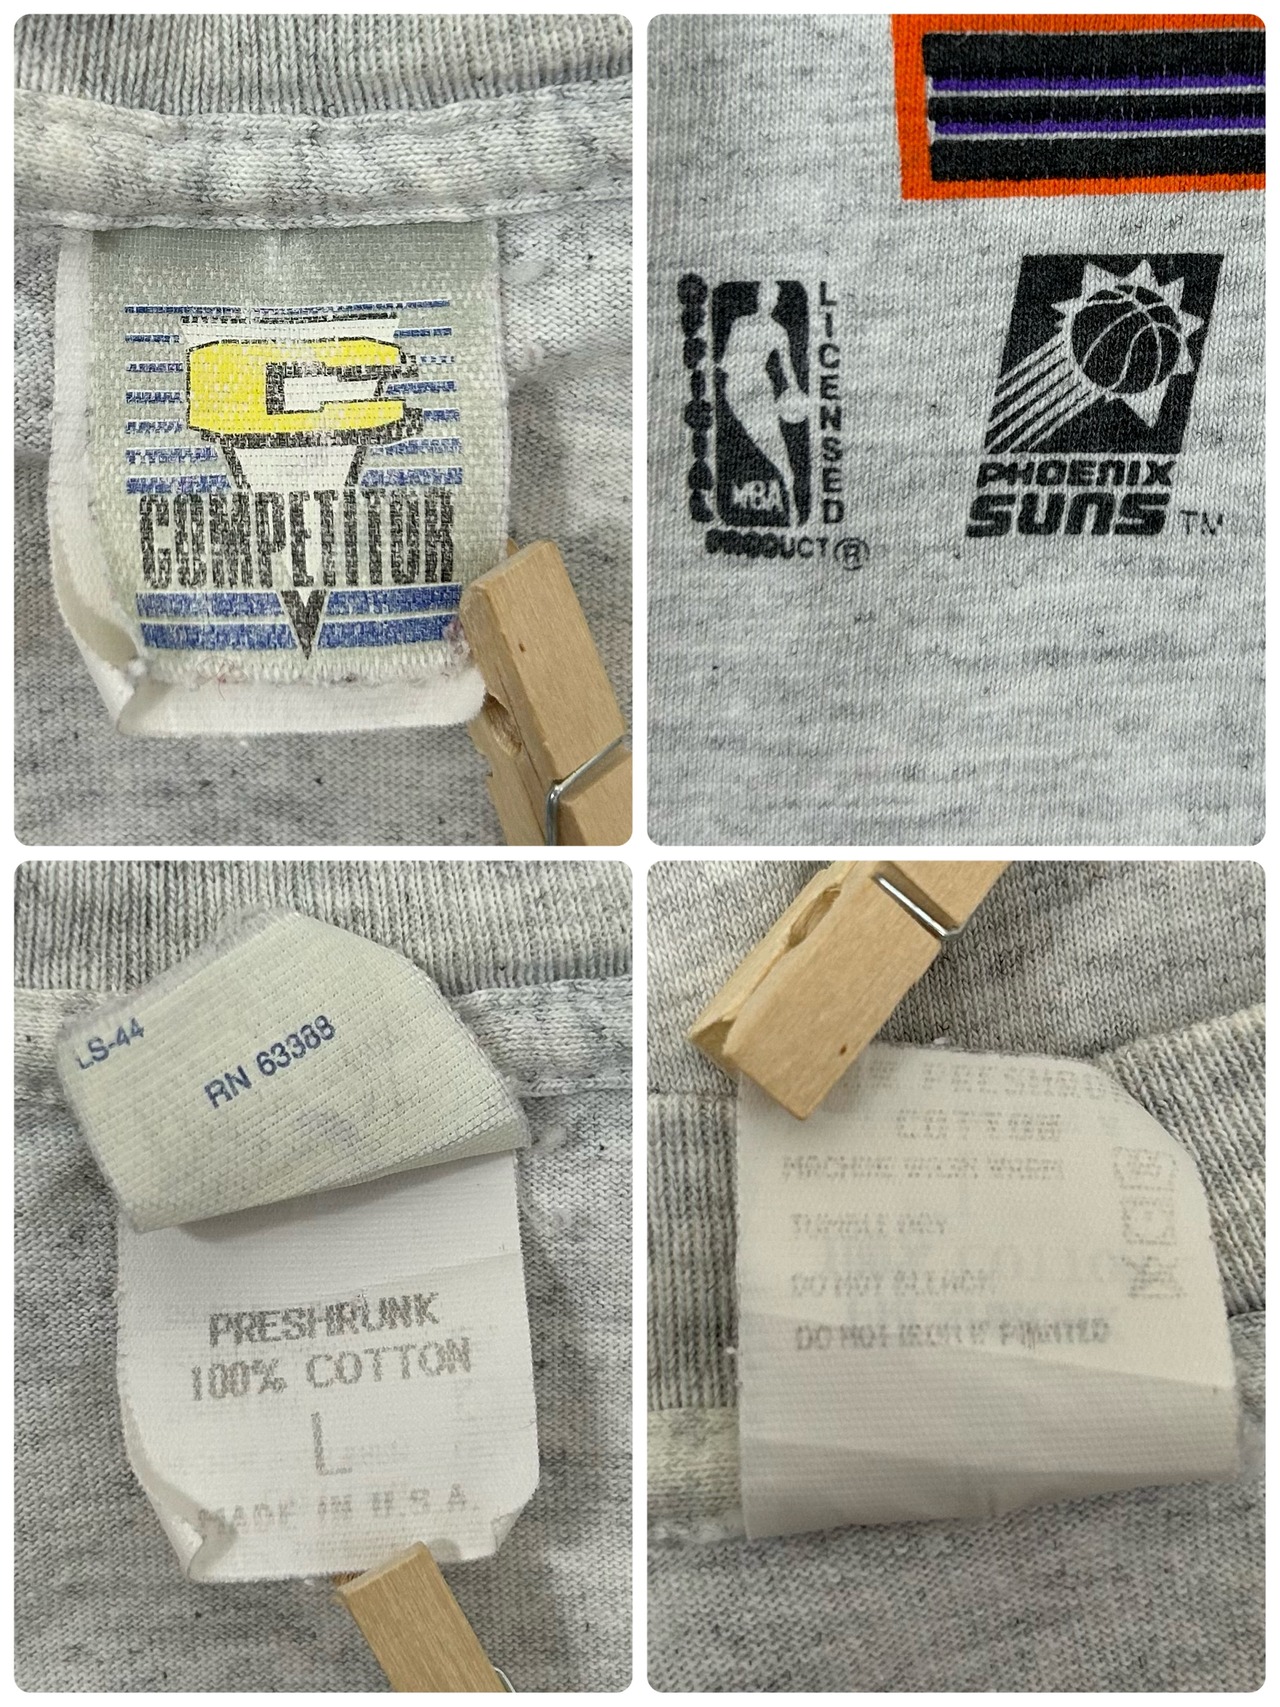 C
COMPETITOR
OFFICIAL
LICENSED
NBA
PRODUCT ®
PHOENIX
SUNS TM
LS-44
RN 63388
PRESHRUNK
100% COTTON
L
MADE IN U.S.A.
COTTON
MACHINE WASH WARM
TUMBLE DRY
DO NOT BLEACH
DO NOT IRON IF PRINTED